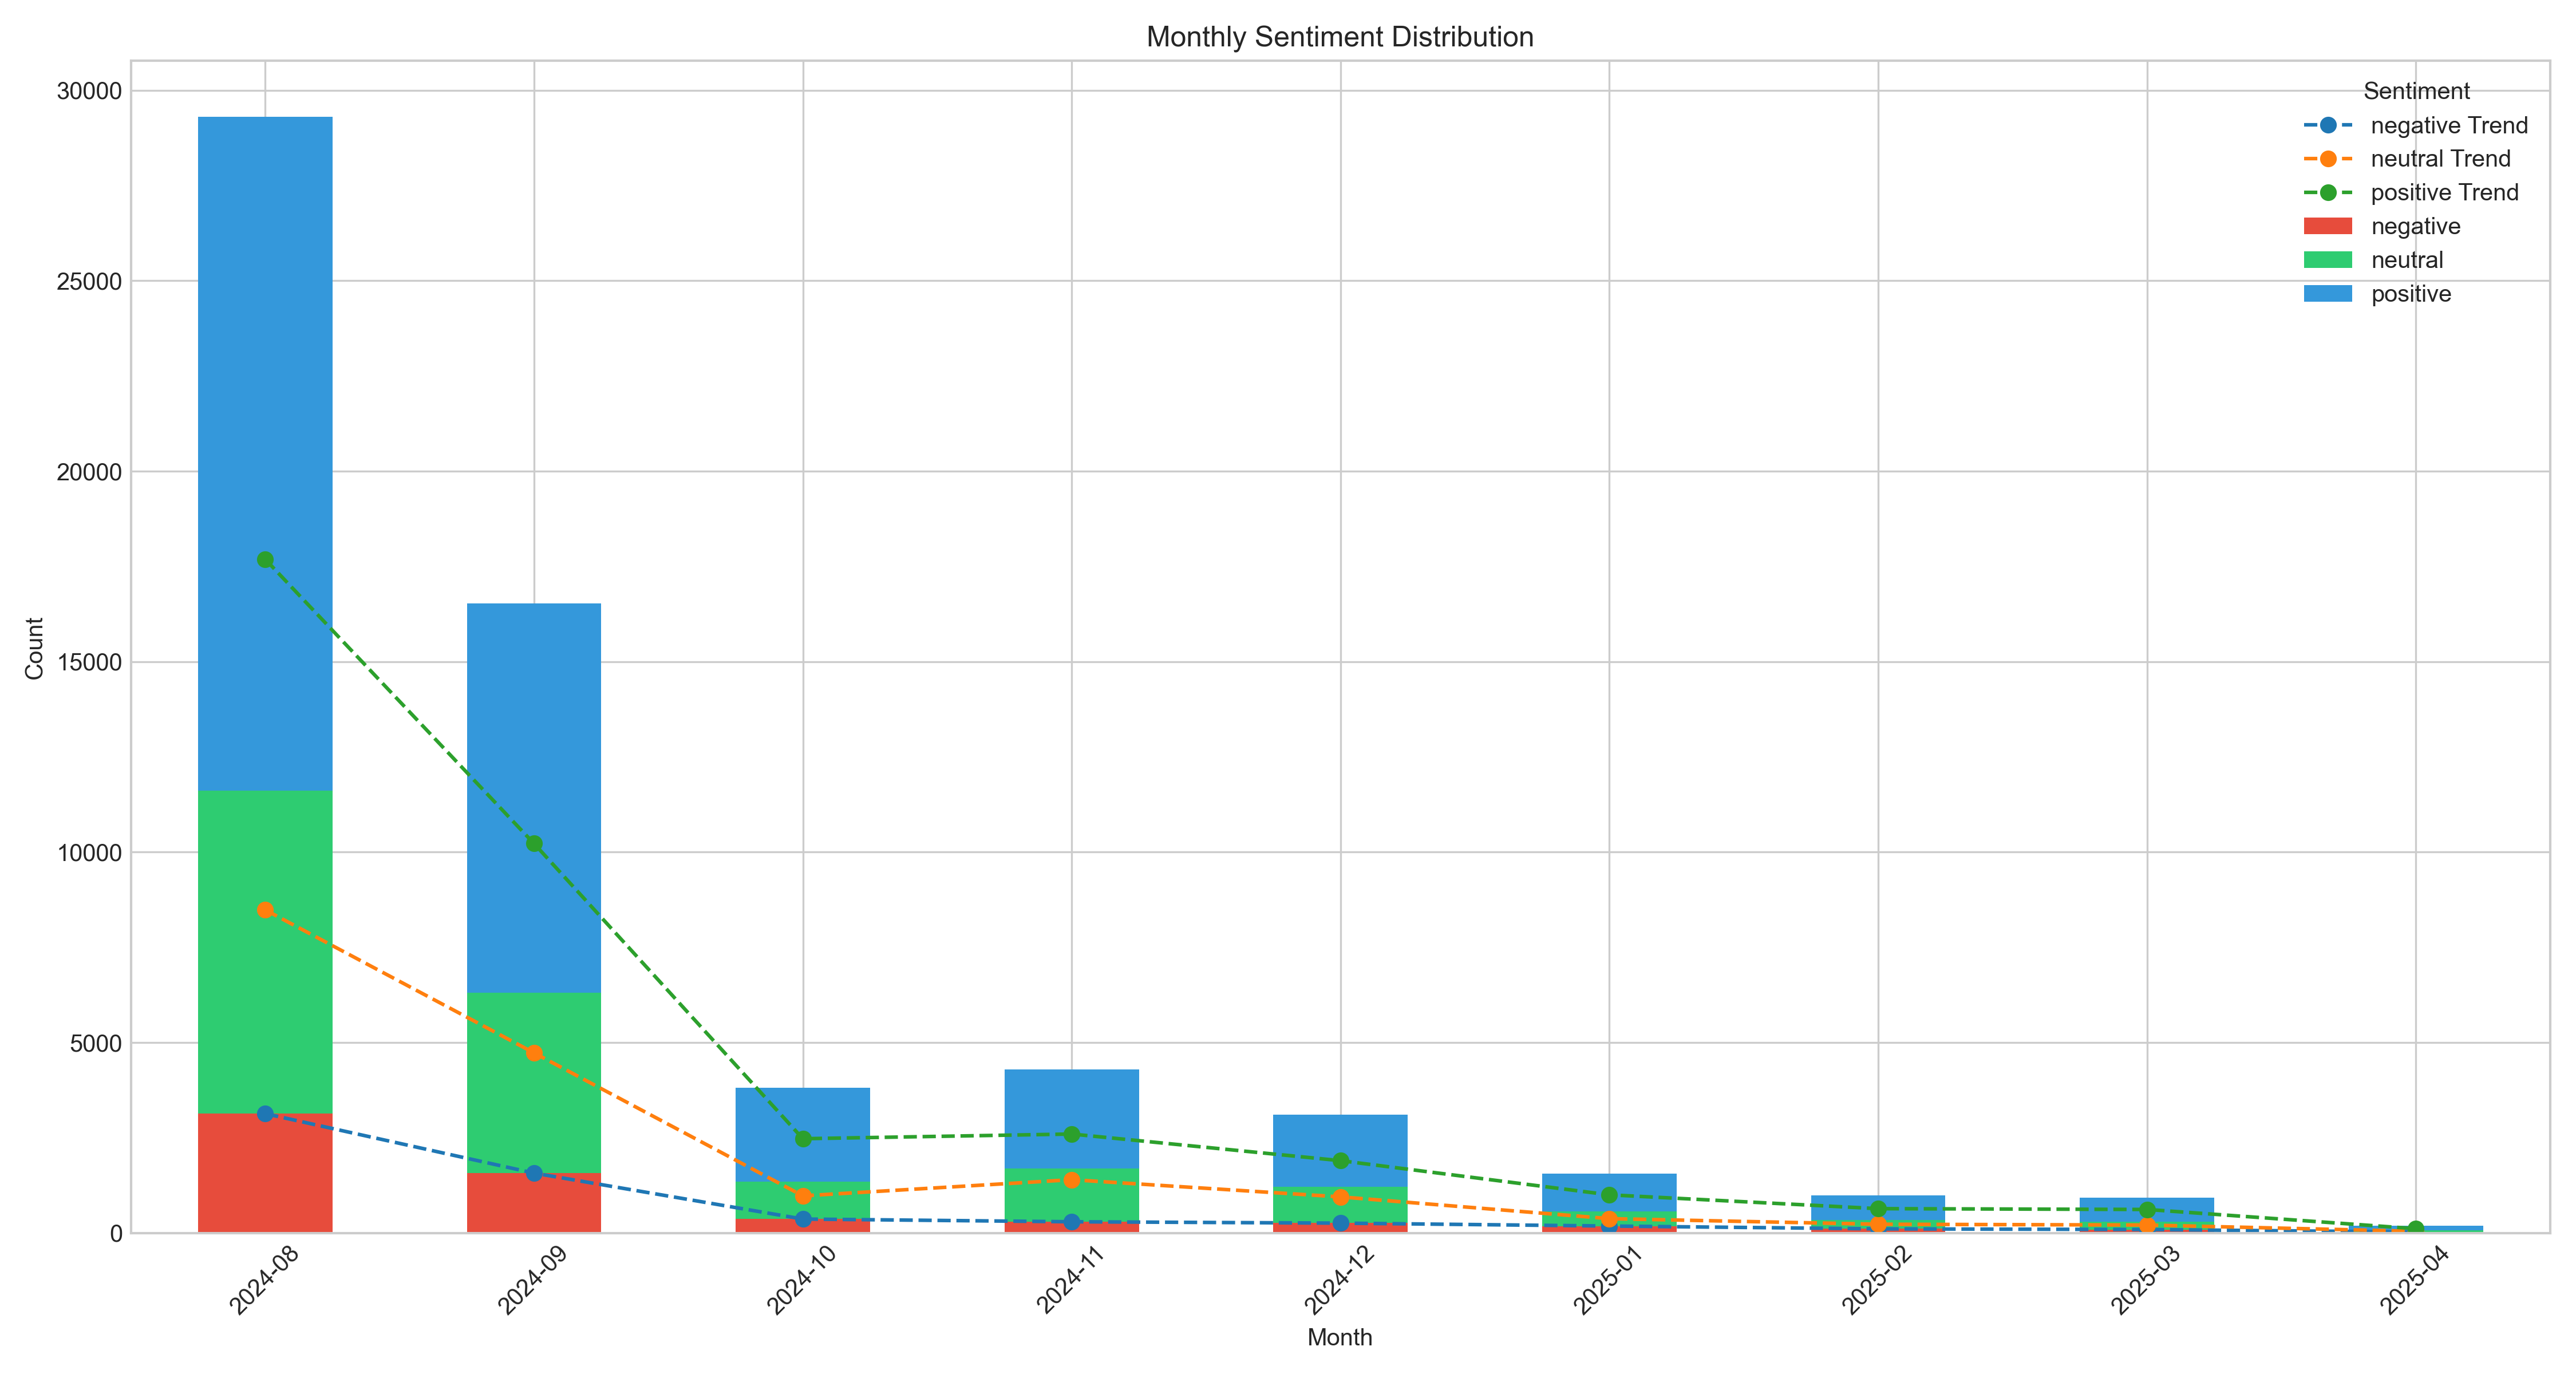 Monthly Sentiment Distribution
30000
25000
20000
15000
10000
5000
0
Count
Sentiment
negative Trend
neutral Trend
positive Trend
negative
neutral
positive
2024-08
2024-09
2024-10
2024-11
2024-12
2025-01
2025-02
2025-03
2025-04
Month